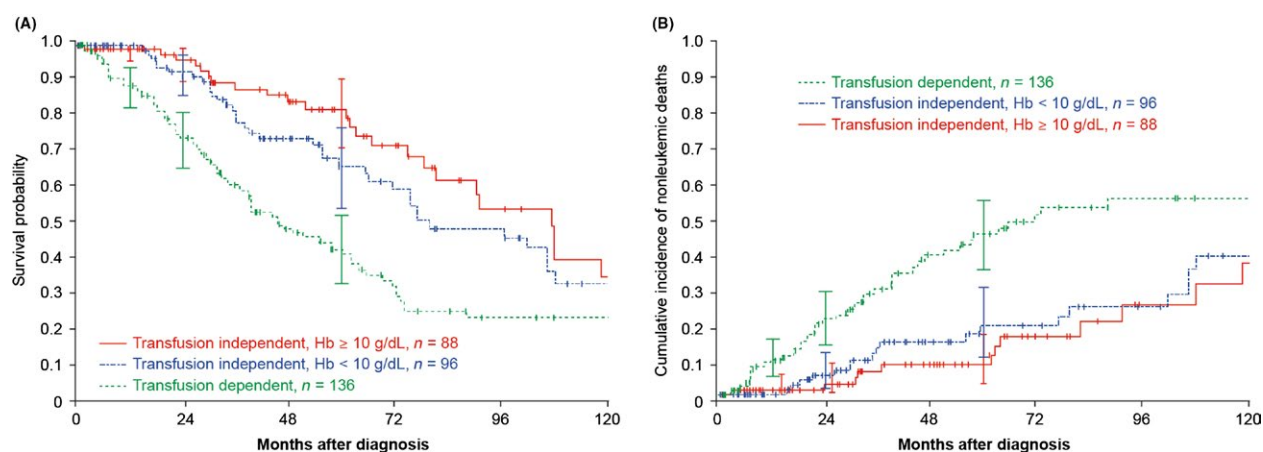 (A)
1.0
0.9
0.8
0.7
0.6
0.5
0.4
0.3
0.2
0.1
0
Survival probability
Transfusion independent, Hb ≥ 10 g/dL, n = 88
Transfusion independent, Hb < 10 g/dL, n = 96
Transfusion dependent, n = 136
0 24 48 72 96 120
Months after diagnosis
(B)
1.0
0.9
0.8
0.7
0.6
0.5
0.4
0.3
0.2
0.1
0
Cumulative incidence of nonleukemic deaths
Transfusion dependent, n = 136
Transfusion independent, Hb < 10 g/dL, n = 96
Transfusion independent, Hb ≥ 10 g/dL, n = 88
0 24 48 72 96 120
Months after diagnosis